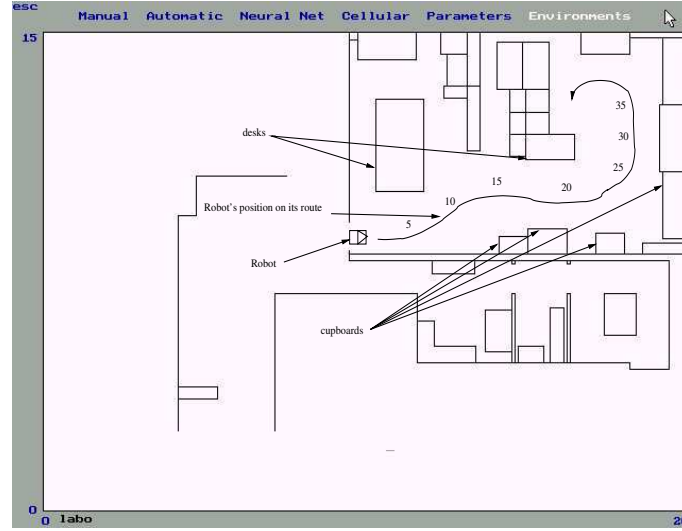 esc
Manual Automatic Neural Net Cellular Parameters Environments
15
35
desks
30
25
15
20
10
Robot's position on its route
5
Robot
cupboards
0
0 labo 2